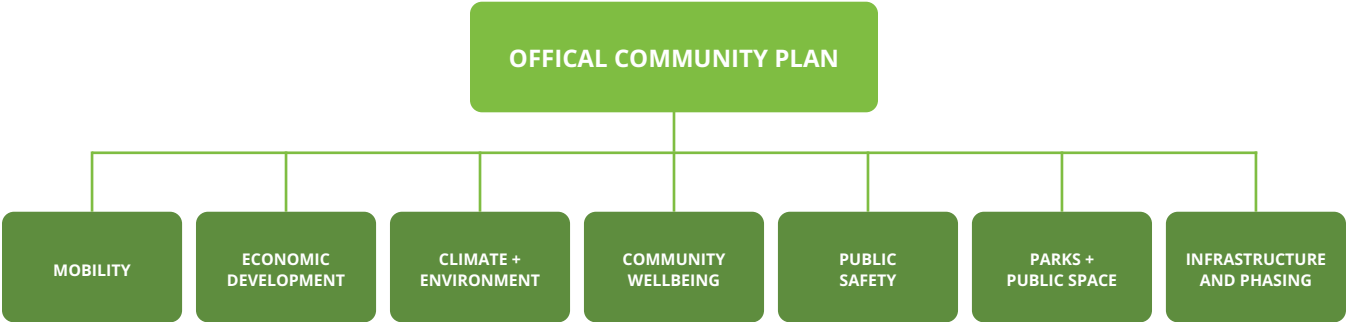 OFFICAL COMMUNITY PLAN
MOBILITY
ECONOMIC
DEVELOPMENT
CLIMATE +
ENVIRONMENT
COMMUNITY
WELLBEING
PUBLIC
SAFETY
PARKS +
PUBLIC SPACE
INFRASTRUCTURE
AND PHASING